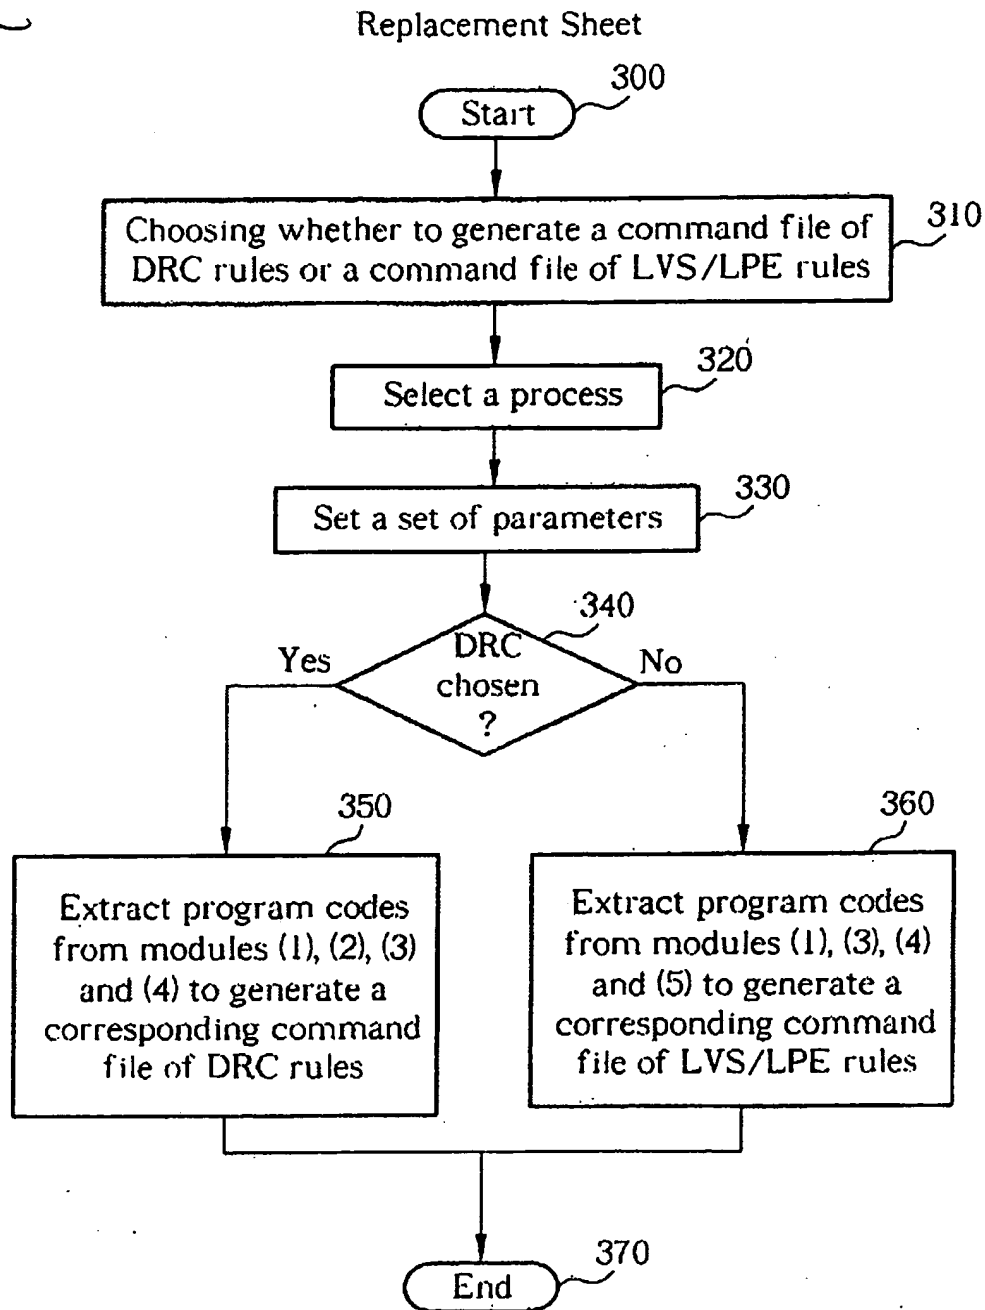 Replacement Sheet
300
Start
310
Choosing whether to generate a command file of
DRC rules or a command file of LVS/LPE rules
320
Select a process
330
Set a set of parameters
340
Yes
DRC
chosen
?
No
350
Extract program codes
from modules (1), (2), (3)
and (4) to generate a
corresponding command
file of DRC rules
360
Extract program codes
from modules (1), (3), (4)
and (5) to generate a
corresponding command
file of LVS/LPE rules
370
End